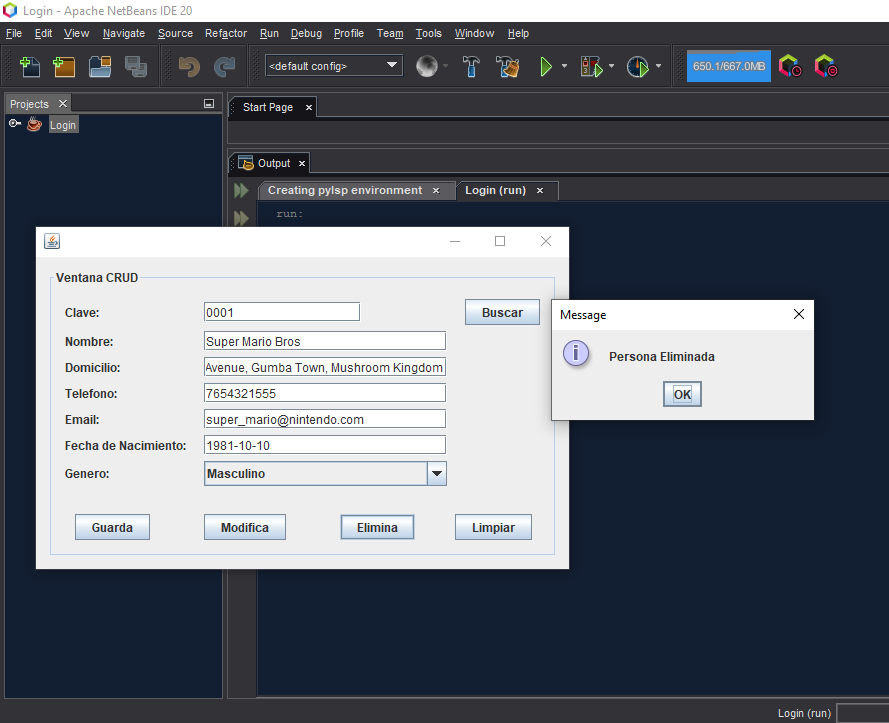 Login - Apache NetBeans IDE 20
File Edit View Navigate Source Refactor Run Debug Profile Team Tools Window Help
<default config>
650.1/667.0MB
Projects
Start Page
Login
Output
Creating pylsp environment
Login (run)
run:
Ventana CRUD
Clave:
0001
Buscar
Nombre:
Super Mario Bros
Domicilio:
Avenue, Gumba Town, Mushroom Kingdom
Telefono:
7654321555
Email:
super_mario@nintendo.com
Fecha de Nacimiento:
1981-10-10
Genero:
Masculino
Guarda
Modifica
Elimina
Limpiar
Message
Persona Eliminada
OK
Login (run)